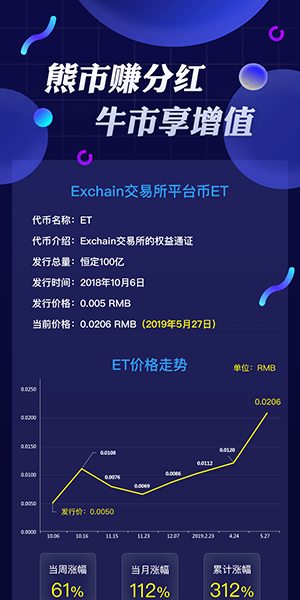 熊市赚分红
牛市享增值
Exchain交易所平台币ET
代币名称：ET
代币介绍：Exchain交易所的权益通证
发行总量：恒定100亿
发行时间：2018年10月6日
发行价格：0.005 RMB
当前价格：0.0206 RMB（2019年5月27日）
ET价格走势
单位：RMB
0.0250
0.0200
0.0150
0.0100
0.0050
0.0000
发行价：0.0050
0.0108
0.0076
0.0069
0.0086
0.0112
0.0120
0.0206
10.06
10.16
11.15
11.23
12.07
2019.2.23
4.24
5.27
当周涨幅
61%
当月涨幅
112%
累计涨幅
312%